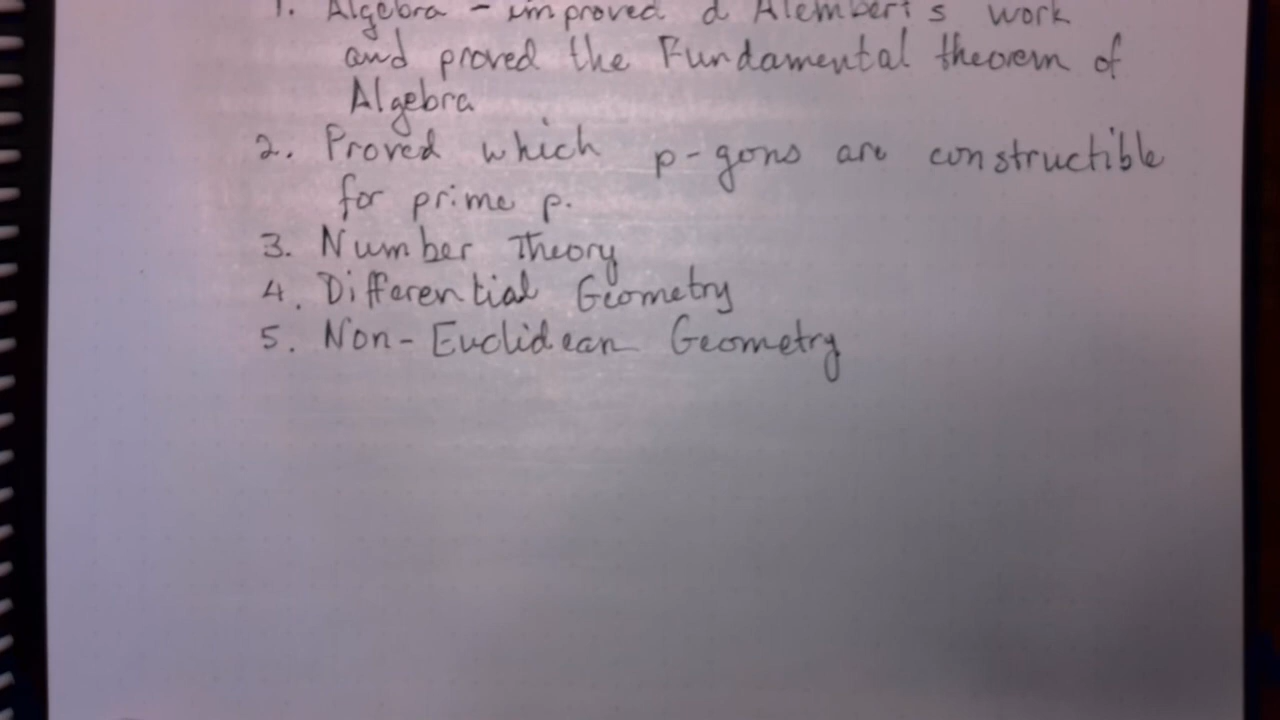 1. Algebra - improved d'Alembert's work
and proved the Fundamental theorem of
Algebra
2. Proved which p-gons are constructible
for prime p.
3. Number Theory
4. Differential Geometry
5. Non-Euclidean Geometry